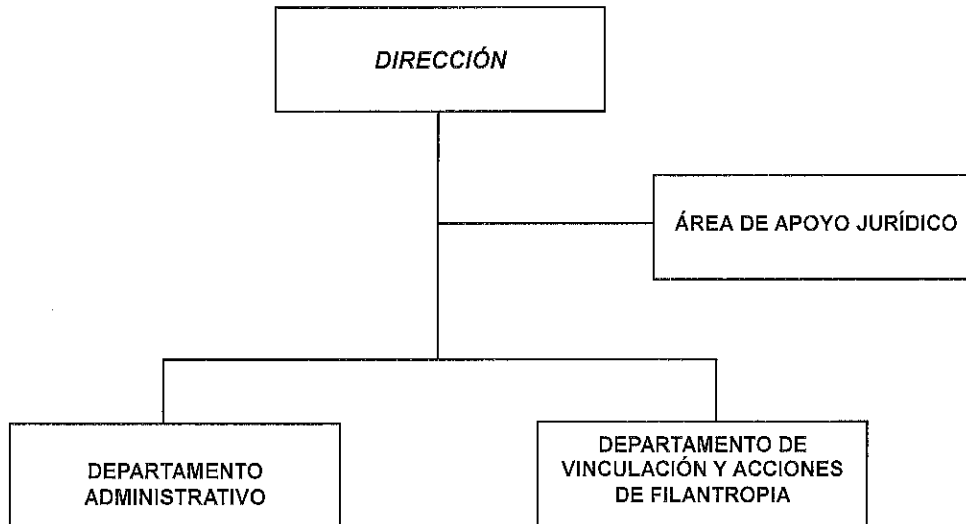 DIRECCIÓN
ÁREA DE APOYO JURÍDICO
DEPARTAMENTO
ADMINISTRATIVO
DEPARTAMENTO DE
VINCULACIÓN Y ACCIONES
DE FILANTROPIA